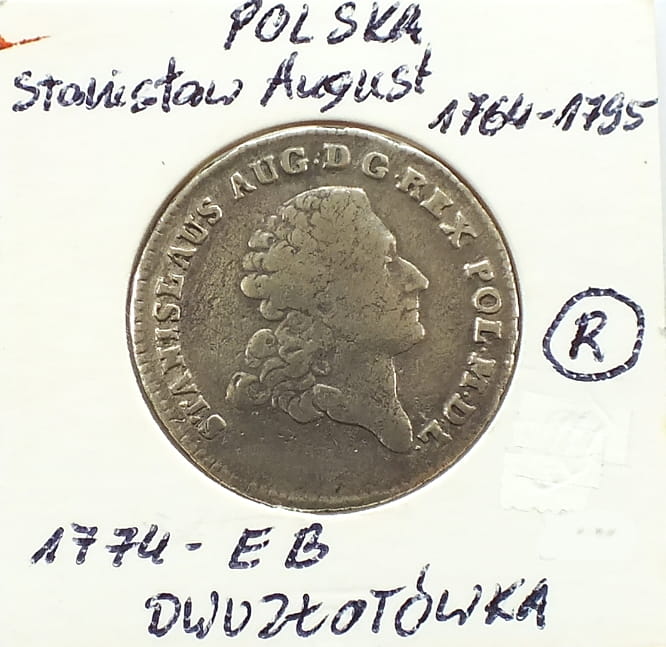 POLSKA
Stanisław August
1764-1795
STANISLAUS AUG·D·G·REX POL·M·D·L·
R
1774 - EB
DWUZŁOTÓWKA